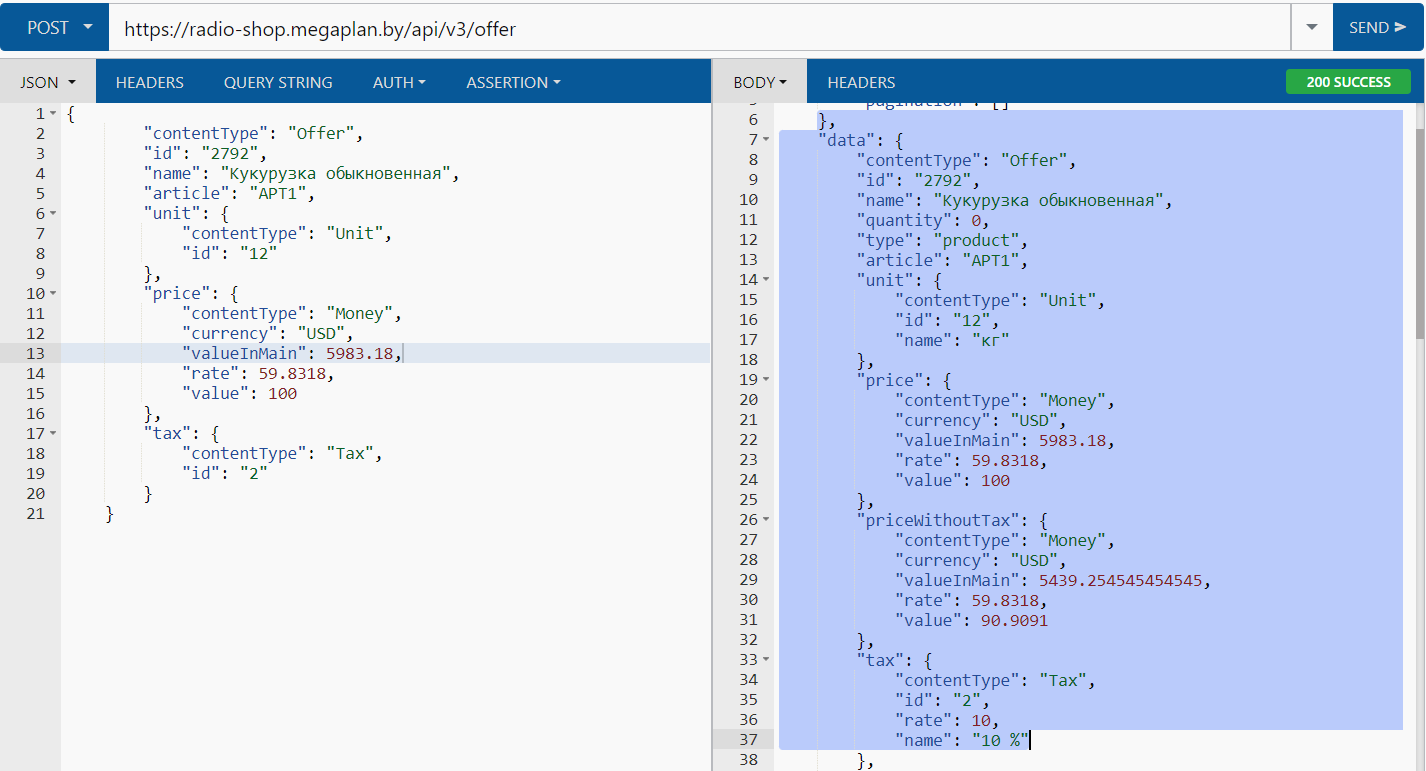 POST https://radio-shop.megaplan.by/api/v3/offer SEND
JSON HEADERS QUERY STRING AUTH ASSERTION
1 {
2 "contentType": "Offer",
3 "id": "2792",
4 "name": "Кукурузка обыкновенная",
5 "article": "АРТ1",
6 "unit": {
7 "contentType": "Unit",
8 "id": "12"
9 },
10 "price": {
11 "contentType": "Money",
12 "currency": "USD",
13 "valueInMain": 5983.18,
14 "rate": 59.8318,
15 "value": 100
16 },
17 "tax": {
18 "contentType": "Tax",
19 "id": "2"
20 }
21 }
BODY HEADERS 200 SUCCESS
5 "pagination": []
6 },
7 "data": {
8 "contentType": "Offer",
9 "id": "2792",
10 "name": "Кукурузка обыкновенная",
11 "quantity": 0,
12 "type": "product",
13 "article": "АРТ1",
14 "unit": {
15 "contentType": "Unit",
16 "id": "12",
17 "name": "кг"
18 },
19 "price": {
20 "contentType": "Money",
21 "currency": "USD",
22 "valueInMain": 5983.18,
23 "rate": 59.8318,
24 "value": 100
25 },
26 "priceWithoutTax": {
27 "contentType": "Money",
28 "currency": "USD",
29 "valueInMain": 5439.254545454545,
30 "rate": 59.8318,
31 "value": 90.9091
32 },
33 "tax": {
34 "contentType": "Tax",
35 "id": "2",
36 "rate": 10,
37 "name": "10 %"
38 },